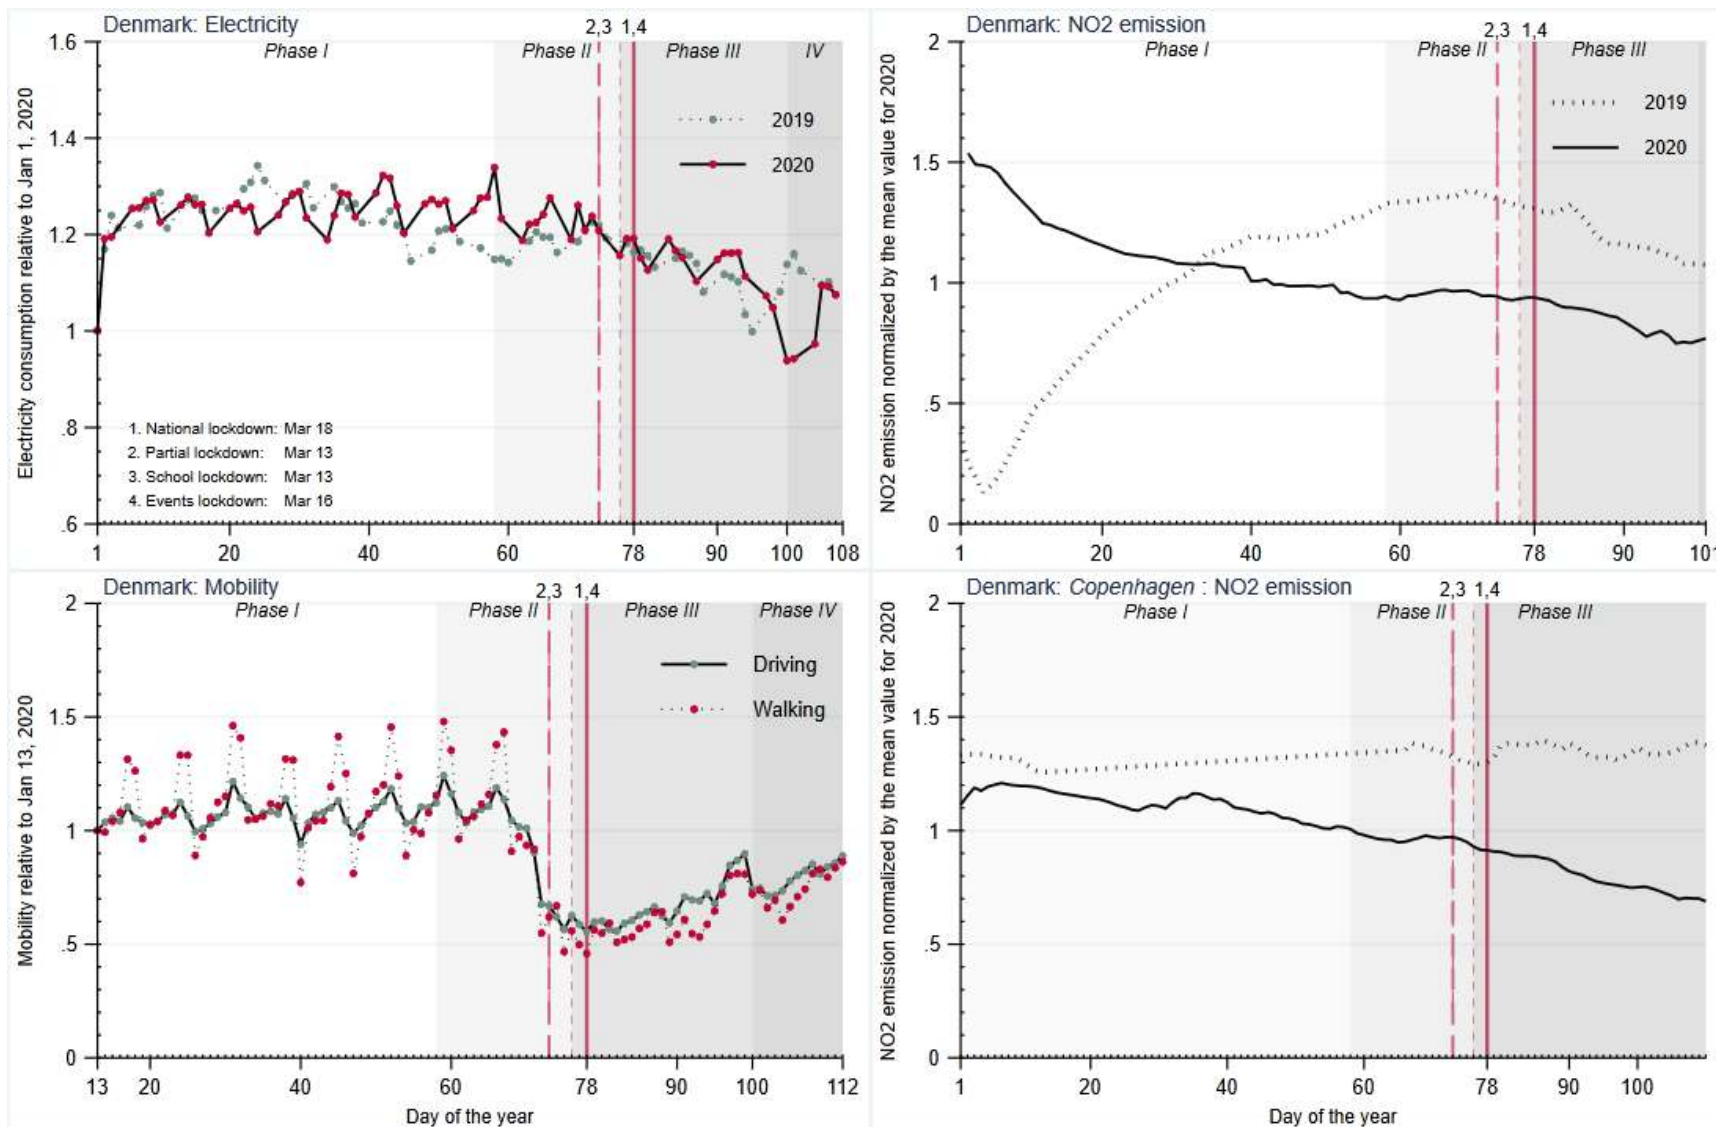 Denmark: Electricity
2,3 1,4
Phase I
Phase II
Phase III
IV
1.6
1.4
1.2
1
.8
.6
Electricity consumption relative to Jan 1, 2020
2019
2020
1. National lockdown: Mar 18
2. Partial lockdown: Mar 13
3. School lockdown: Mar 13
4. Events lockdown: Mar 16
1 20 40 60 78 90 100 108
Denmark: NO2 emission
2,3 1,4
Phase I
Phase II
Phase III
2
1.5
1
.5
0
NO2 emission normalized by the mean value for 2020
2019
2020
1 20 40 60 78 90 101
Denmark: Mobility
2,3 1,4
Phase I
Phase II
Phase III
Phase IV
2
1.5
1
.5
0
Mobility relative to Jan 13, 2020
Driving
Walking
13 20 40 60 78 90 100 112
Day of the year
Denmark: Copenhagen : NO2 emission
2,3 1,4
Phase I
Phase II
Phase III
2
1.5
1
.5
0
NO2 emission normalized by the mean value for 2020
1 20 40 60 78 90 100
Day of the year